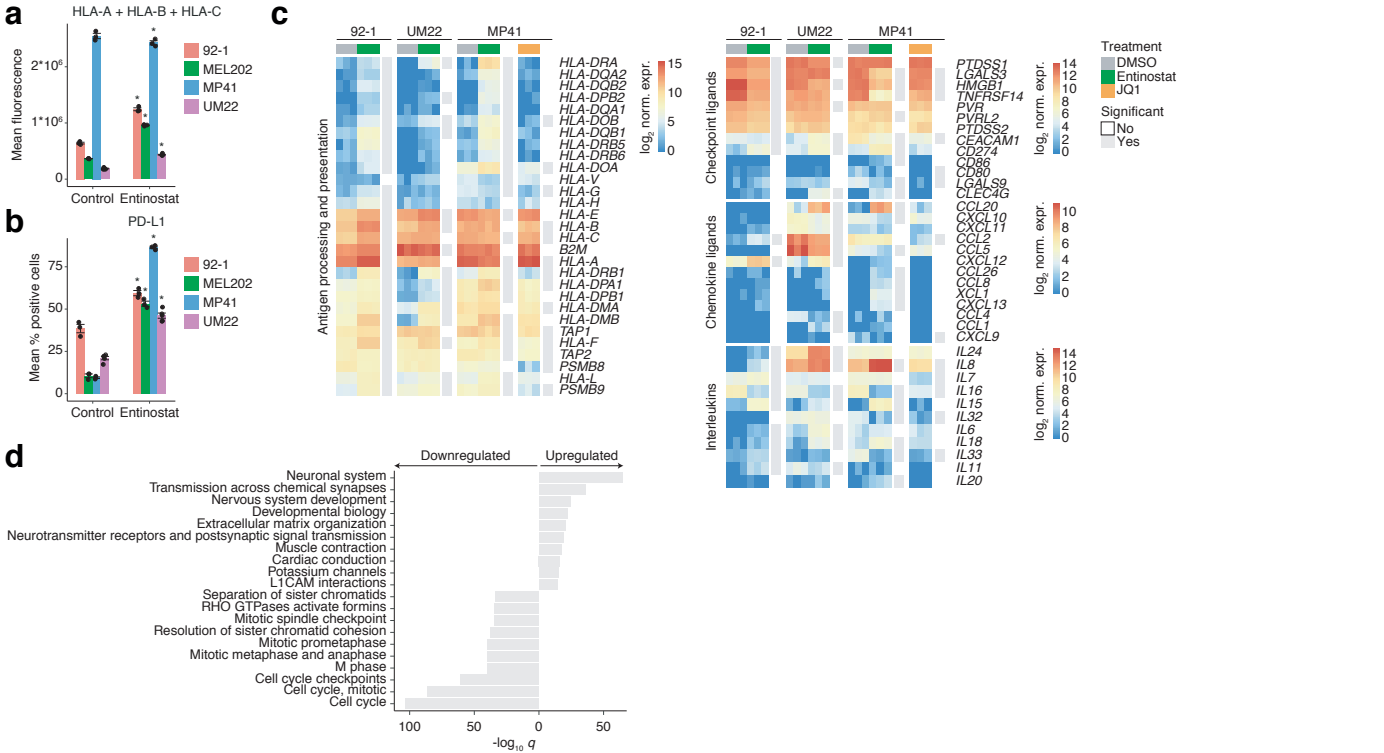 a
HLA-A + HLA-B + HLA-C
Mean fluorescence
2*10⁶
1*10⁶
0
Control Entinostat
* * * *
92-1
MEL202
MP41
UM22
b
PD-L1
Mean % positive cells
75
50
25
0
Control Entinostat
* * * *
92-1
MEL202
MP41
UM22
c
92-1 UM22 MP41
Antigen processing and presentation
HLA-DRA
HLA-DQA2
HLA-DQB2
HLA-DPB2
HLA-DQA1
HLA-DOB
HLA-DQB1
HLA-DRB5
HLA-DRB6
HLA-DOA
HLA-V
HLA-G
HLA-H
HLA-E
HLA-B
HLA-C
B2M
HLA-A
HLA-DRB1
HLA-DPA1
HLA-DPB1
HLA-DMA
HLA-DMB
TAP1
HLA-F
TAP2
PSMB8
HLA-L
PSMB9
log₂ norm. expr.
15
10
5
0
92-1 UM22 MP41
Checkpoint ligands
PTDSS1
LGALS3
HMGB1
TNFRSF14
PVR
PVRL2
PTDSS2
CEACAM1
CD274
CD86
CD80
LGALS9
CLEC4G
log₂ norm. expr.
14
12
10
8
6
4
2
0
Chemokine ligands
CCL20
CXCL10
CXCL11
CCL2
CCL5
CXCL12
CCL26
CCL8
XCL1
CXCL13
CCL4
CCL1
CXCL9
log₂ norm. expr.
10
8
6
4
2
0
Interleukins
IL24
IL8
IL7
IL16
IL15
IL32
IL6
IL18
IL33
IL11
IL20
log₂ norm. expr.
14
12
10
8
6
4
2
0
Treatment
DMSO
Entinostat
JQ1
Significant
No
Yes
d
Downregulated Upregulated
Neuronal system
Transmission across chemical synapses
Nervous system development
Developmental biology
Extracellular matrix organization
Neurotransmitter receptors and postsynaptic signal transmission
Muscle contraction
Cardiac conduction
Potassium channels
L1CAM interactions
Separation of sister chromatids
RHO GTPases activate formins
Mitotic spindle checkpoint
Resolution of sister chromatid cohesion
Mitotic prometaphase
Mitotic metaphase and anaphase
M phase
Cell cycle checkpoints
Cell cycle, mitotic
Cell cycle
100 50 0 50
-log₁₀ q